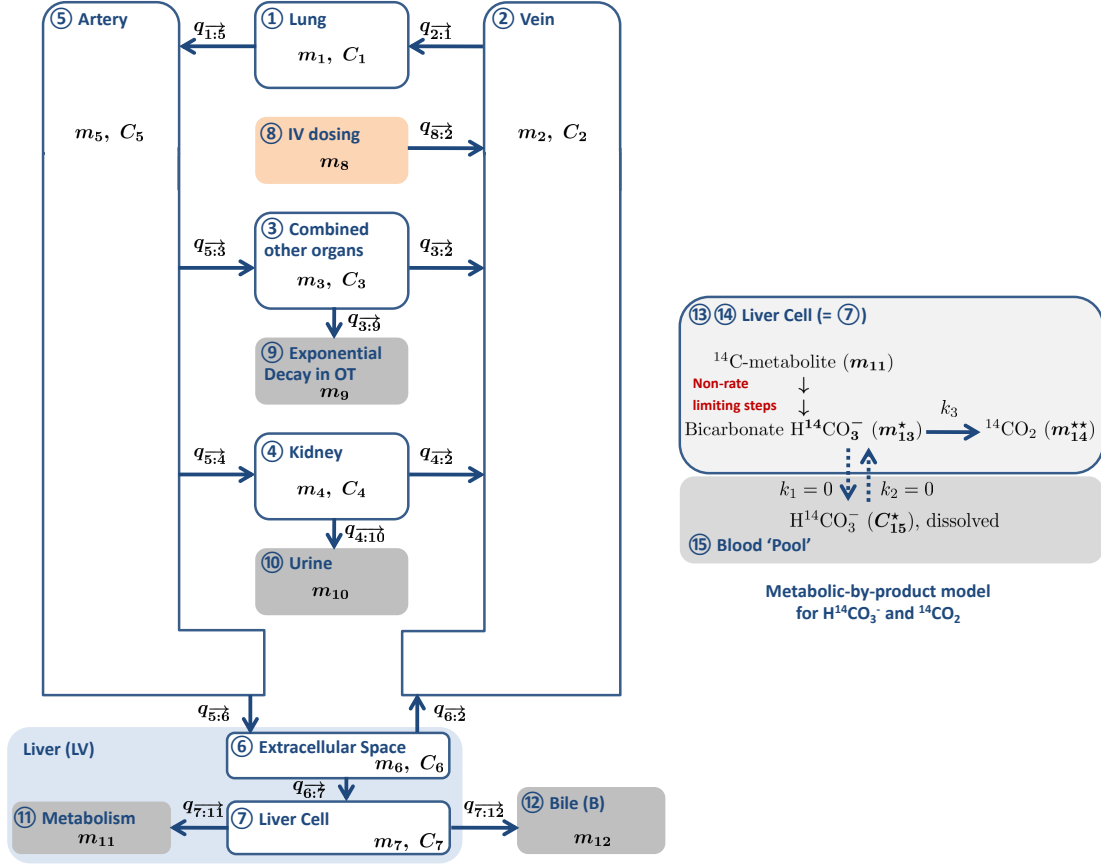 ⑤ Artery
q1:5
① Lung
m1, C1
q2:1
② Vein
m5, C5
⑧ IV dosing
m8
q8:2
m2, C2
q5:3
③ Combined
other organs
m3, C3
q3:2
q3:9
⑨ Exponential
Decay in OT
m9
q5:4
④ Kidney
m4, C4
q4:2
q4:10
⑩ Urine
m10
q5:6
q6:2
Liver (LV)
⑥ Extracellular Space
m6, C6
q6:7
q7:11
q7:12
⑪ Metabolism
m11
⑦ Liver Cell
m7, C7
⑫ Bile (B)
m12
⑬ ⑭ Liver Cell (= ⑦)
¹⁴C-metabolite (m11)
Non-rate
↓
limiting steps
↓
k3
Bicarbonate H¹⁴CO₃⁻ (m★13)
¹⁴CO₂ (m★★14)
k1 = 0
k2 = 0
H¹⁴CO₃⁻ (C★15), dissolved
⑮ Blood ‘Pool’
Metabolic-by-product model
for H¹⁴CO₃⁻ and ¹⁴CO₂